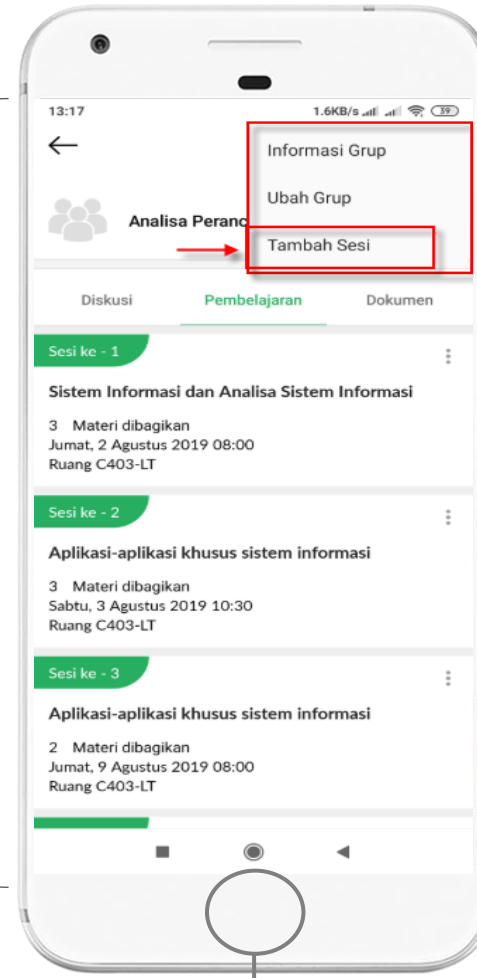 13:17
1.6KB/s
39
Informasi Grup
Ubah Grup
Analisa Peranc
Tambah Sesi
Diskusi Pembelajaran Dokumen
Sesi ke - 1
Sistem Informasi dan Analisa Sistem Informasi
3 Materi dibagikan
Jumat, 2 Agustus 2019 08:00
Ruang C403-LT
Sesi ke - 2
Aplikasi-aplikasi khusus sistem informasi
3 Materi dibagikan
Sabtu, 3 Agustus 2019 10:30
Ruang C403-LT
Sesi ke - 3
Aplikasi-aplikasi khusus sistem informasi
2 Materi dibagikan
Jumat, 9 Agustus 2019 08:00
Ruang C403-LT